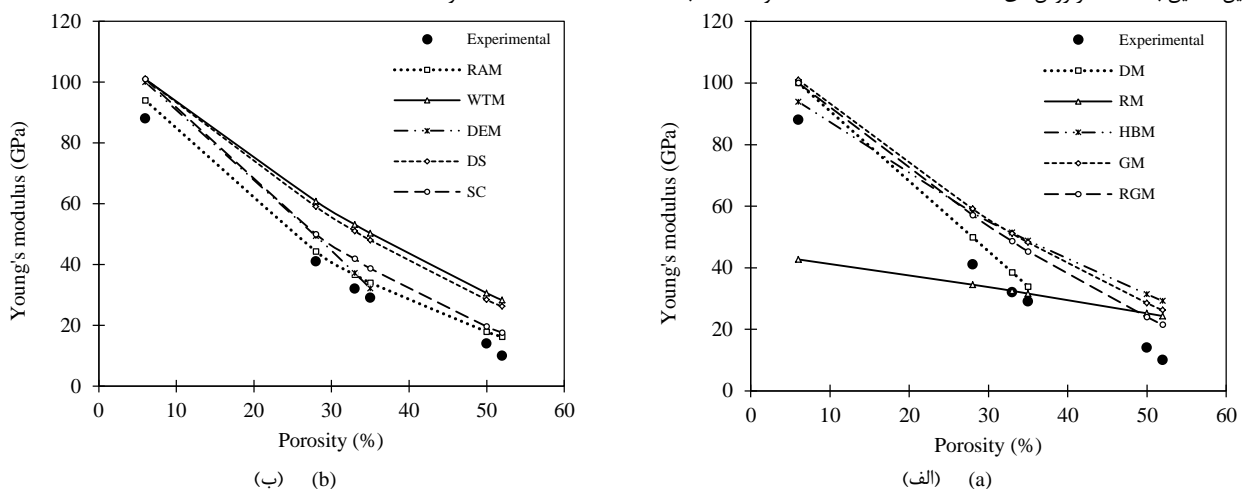 120
100
80
60
40
20
0
Young's modulus (GPa)
Experimental
RAM
WTM
DEM
DS
SC
0 10 20 30 40 50 60
Porosity (%)
(ب) (b)
120
100
80
60
40
20
0
Young's modulus (GPa)
Experimental
DM
RM
HBM
GM
RGM
0 10 20 30 40 50 60
Porosity (%)
(الف) (a)